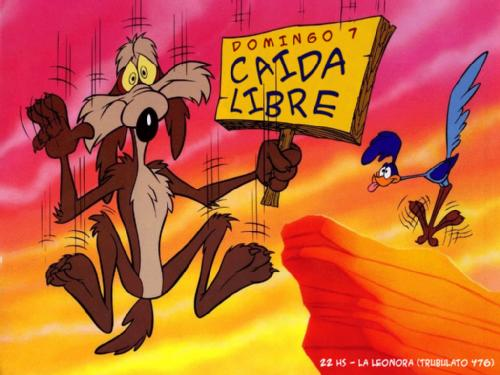 DOMINGO 7
CAIDA
LIBRE
22 HS - LA LEONORA (TRUBULATO 476)